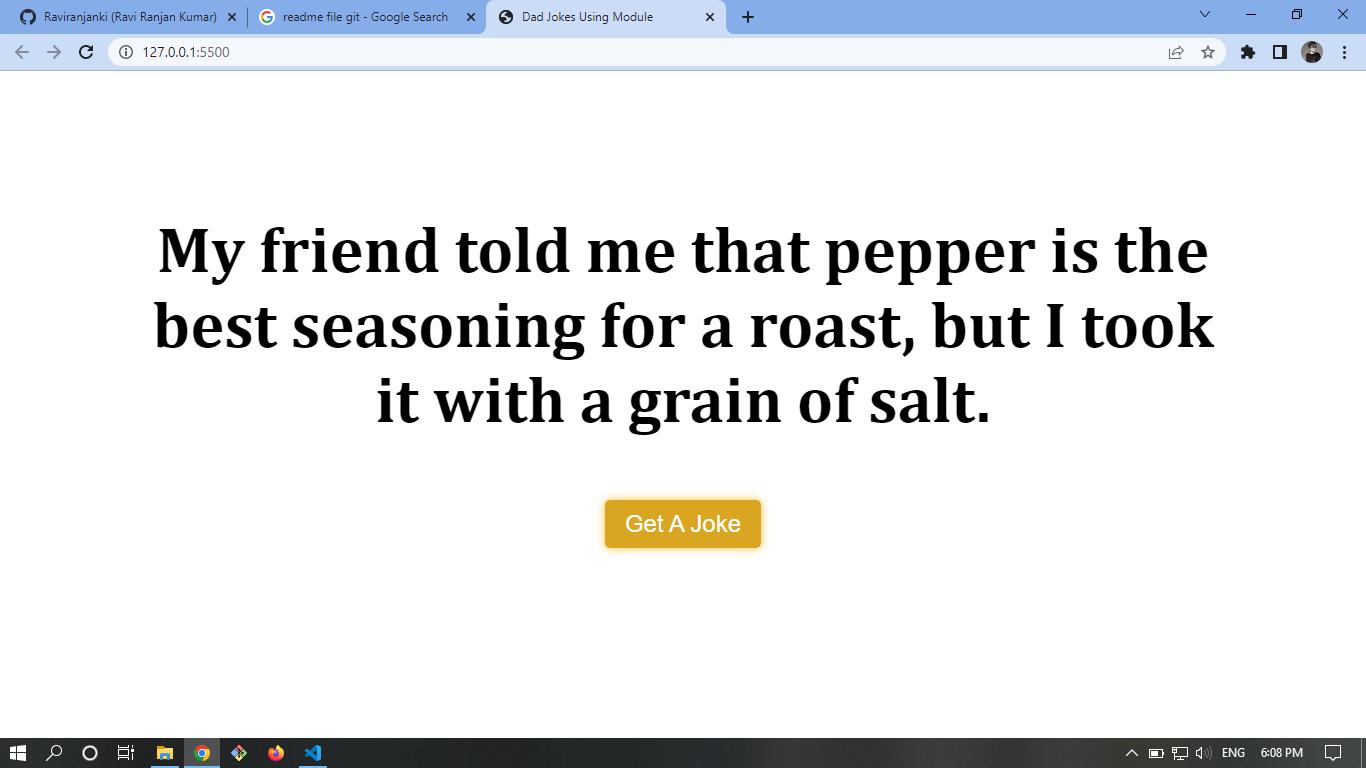 Raviranjanki (Ravi Ranjan Kumar)
readme file git - Google Search
Dad Jokes Using Module
127.0.0.1:5500
My friend told me that pepper is the
best seasoning for a roast, but I took
it with a grain of salt.
Get A Joke
ENG
6:08 PM